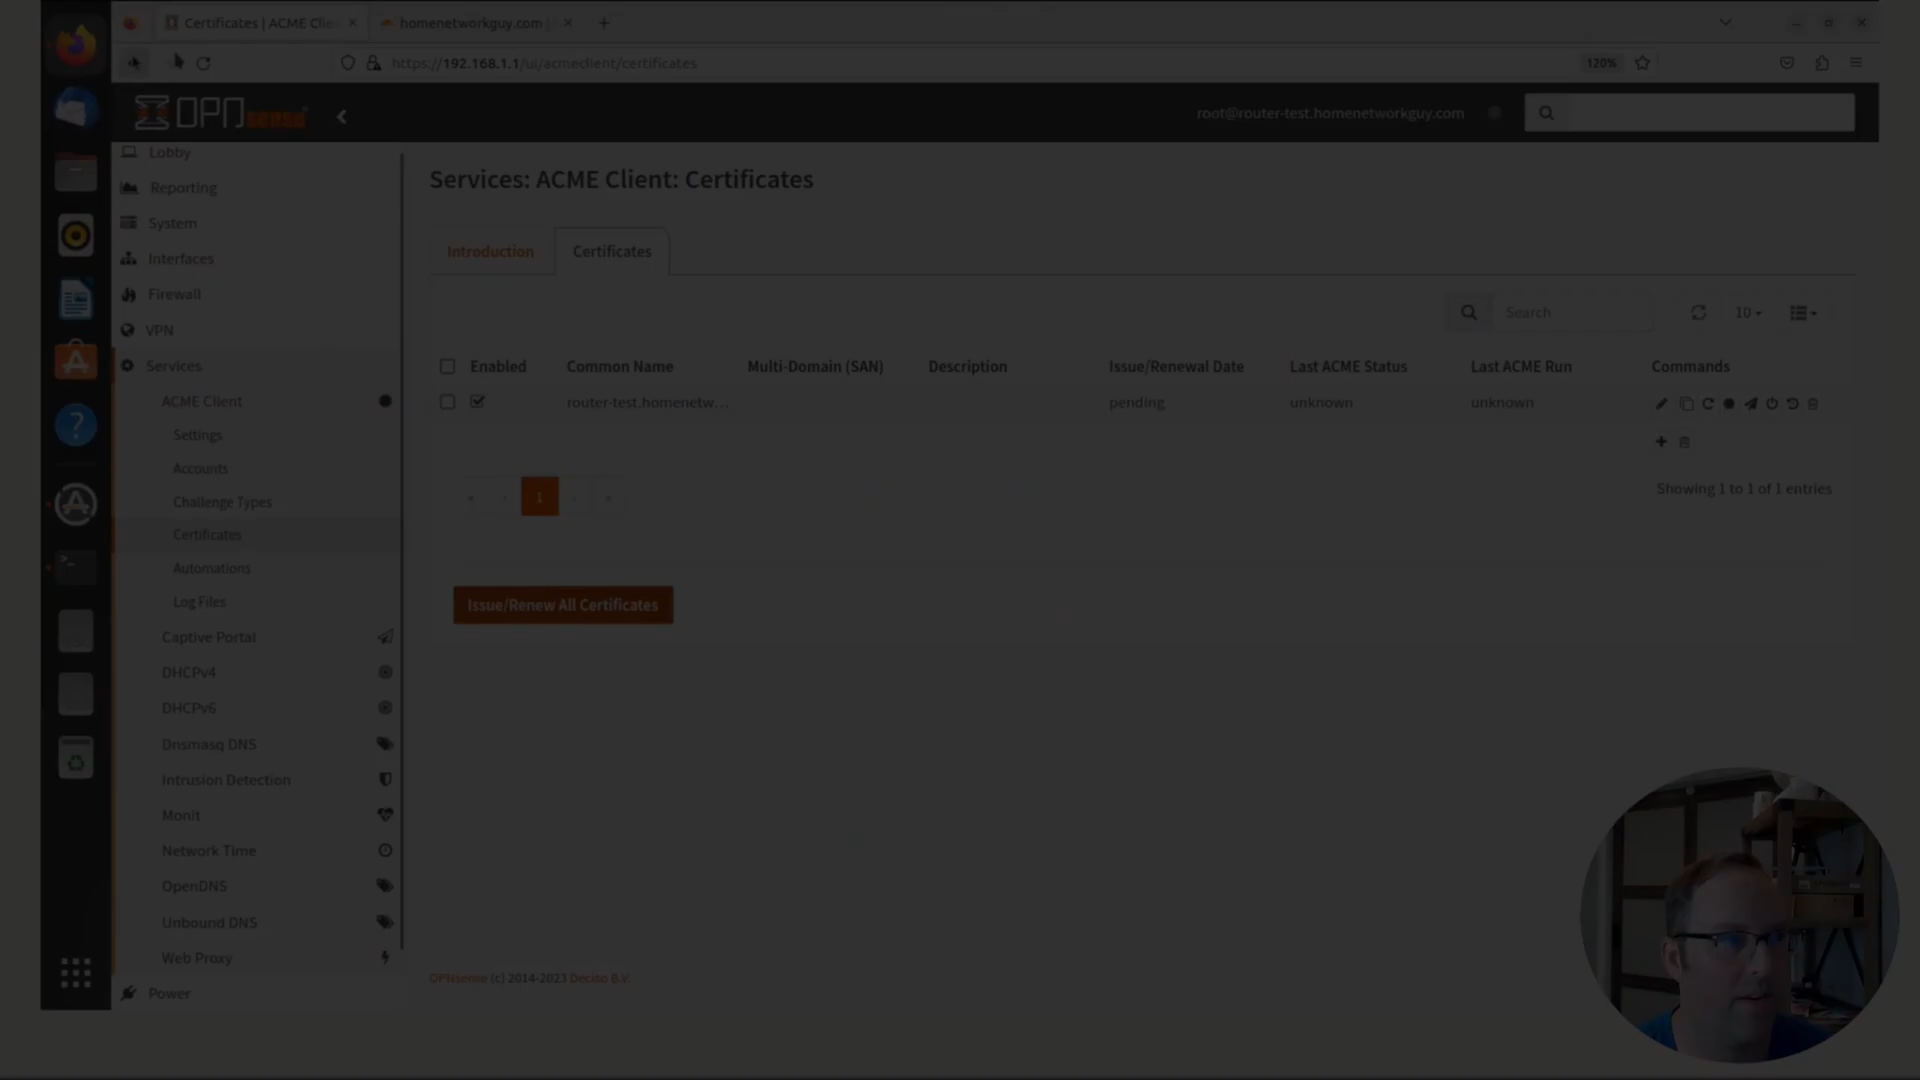 Certificates | ACME Clie
homenetworkguy.com |
https://192.168.1.1/ui/acmeclient/certificates
120%
OPNsense
root@router-test.homenetworkguy.com
Lobby
Reporting
System
Interfaces
Firewall
VPN
Services
ACME Client
Settings
Accounts
Challenge Types
Certificates
Automations
Log Files
Captive Portal
DHCPv4
DHCPv6
Dnsmasq DNS
Intrusion Detection
Monit
Network Time
OpenDNS
Unbound DNS
Web Proxy
Power
Services: ACME Client: Certificates
Introduction
Certificates
Search
10
Enabled Common Name Multi-Domain (SAN) Description Issue/Renewal Date Last ACME Status Last ACME Run Commands
router-test.homenetw... pending unknown unknown
« ‹ 1 › »
Showing 1 to 1 of 1 entries
Issue/Renew All Certificates
OPNsense (c) 2014-2023 Deciso B.V.